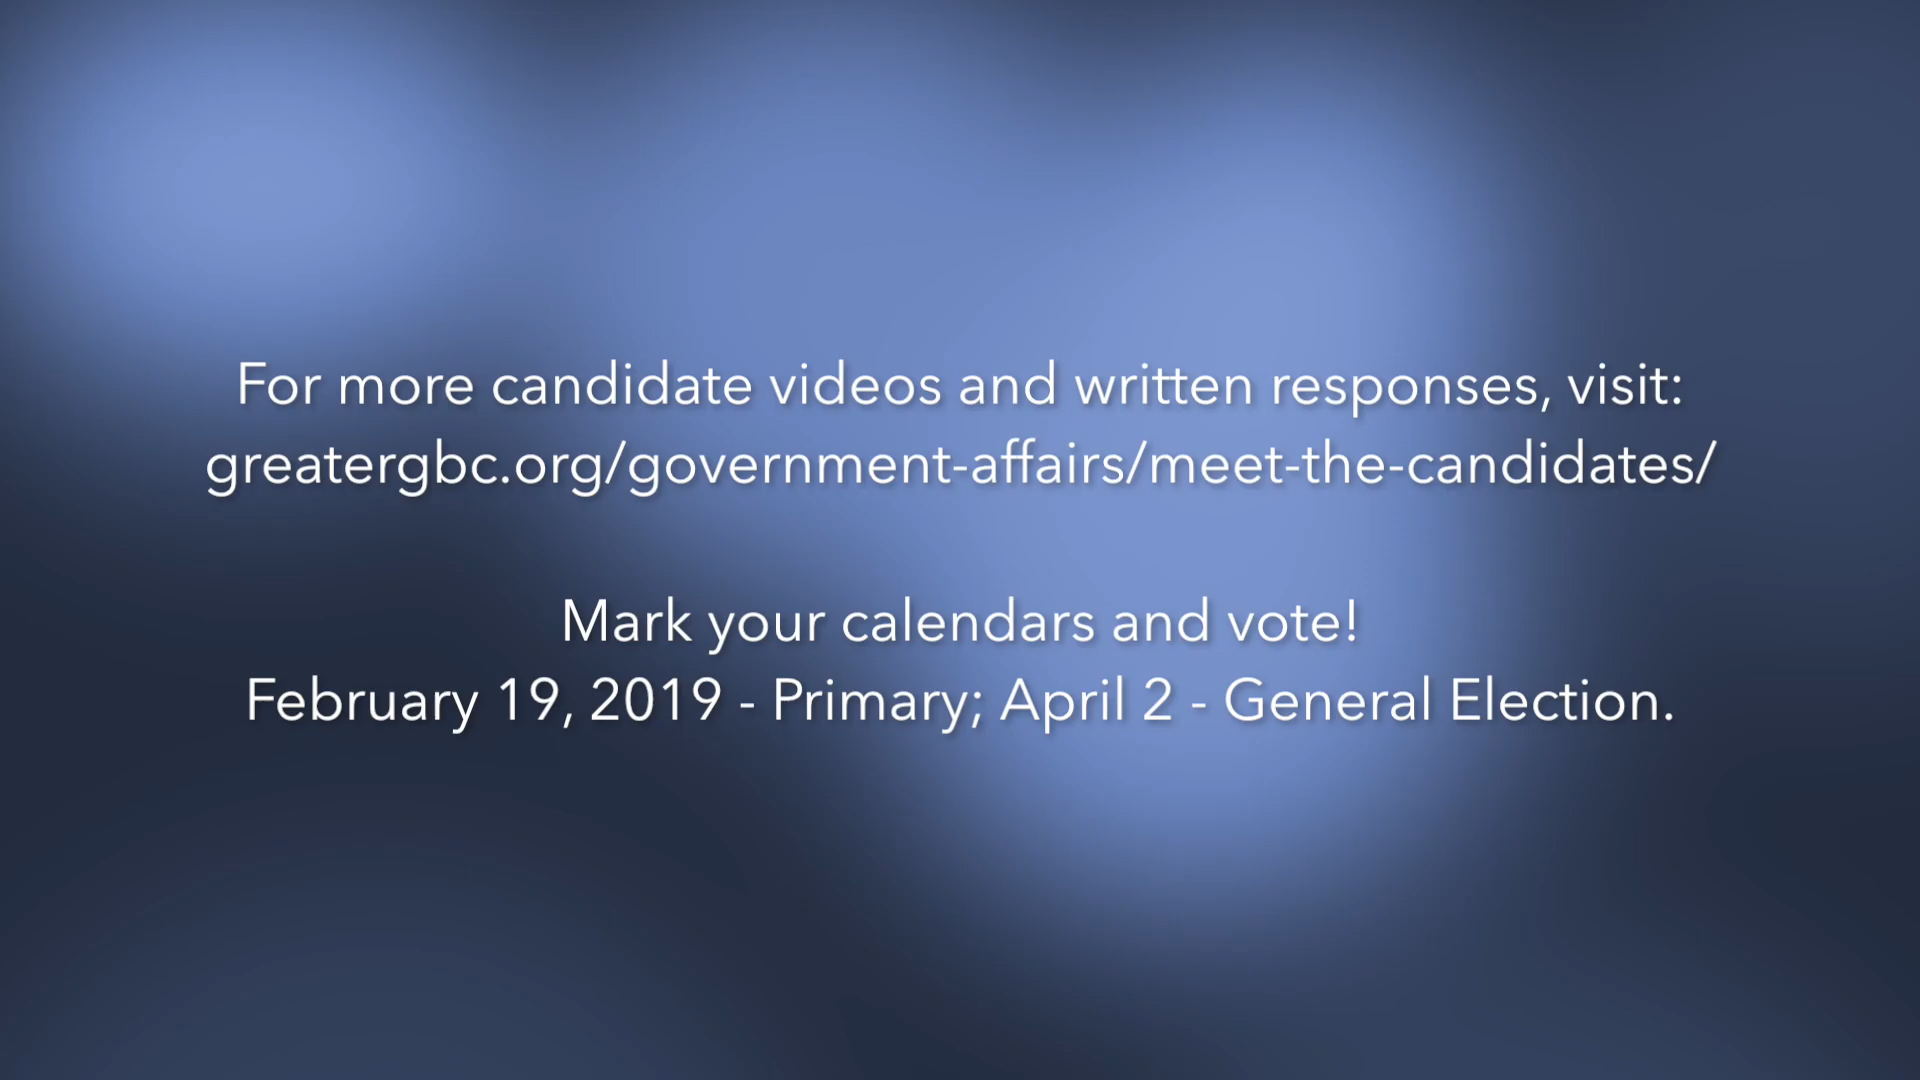 For more candidate videos and written responses, visit:
greatergbc.org/government-affairs/meet-the-candidates/
Mark your calendars and vote!
February 19, 2019 - Primary; April 2 - General Election.